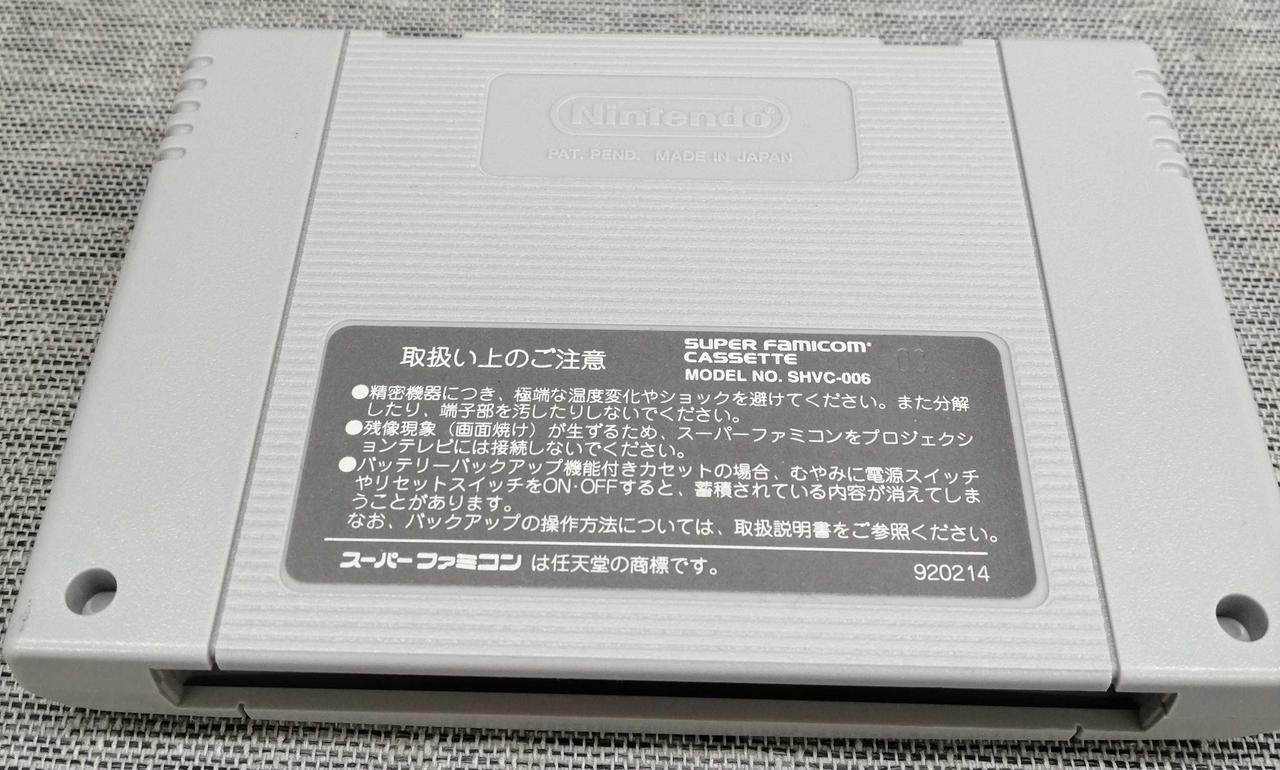 Nintendo®
PAT. PEND. MADE IN JAPAN
取扱い上のご注意
SUPER FAMICOM®
CASSETTE
MODEL NO. SHVC-006
●精密機器につき、極端な温度変化やショックを避けてください。また分解
したり、端子部を汚したりしないでください。
●残像現象（画面焼け）が生ずるため、スーパーファミコンをプロジェクシ
ョンテレビには接続しないでください。
●バッテリーバックアップ機能付きカセットの場合、むやみに電源スイッチ
やリセットスイッチをON·OFFすると、蓄積されている内容が消えてしま
うことがあります。
なお、バックアップの操作方法については、取扱説明書をご参照ください。
スーパーファミコンは任天堂の商標です。
920214